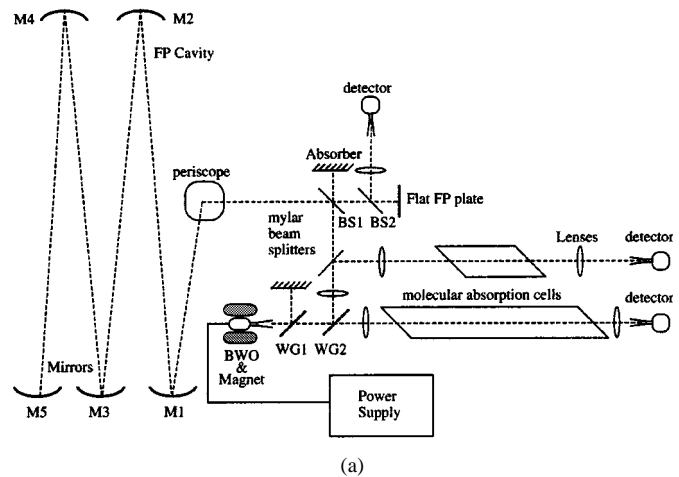 M4
M2
FP Cavity
detector
Absorber
periscope
Flat FP plate
BS1
BS2
mylar
beam
splitters
Lenses
detector
molecular absorption cells
detector
WG1
WG2
BWO
&
Magnet
Mirrors
Power
Supply
M5
M3
M1
(a)